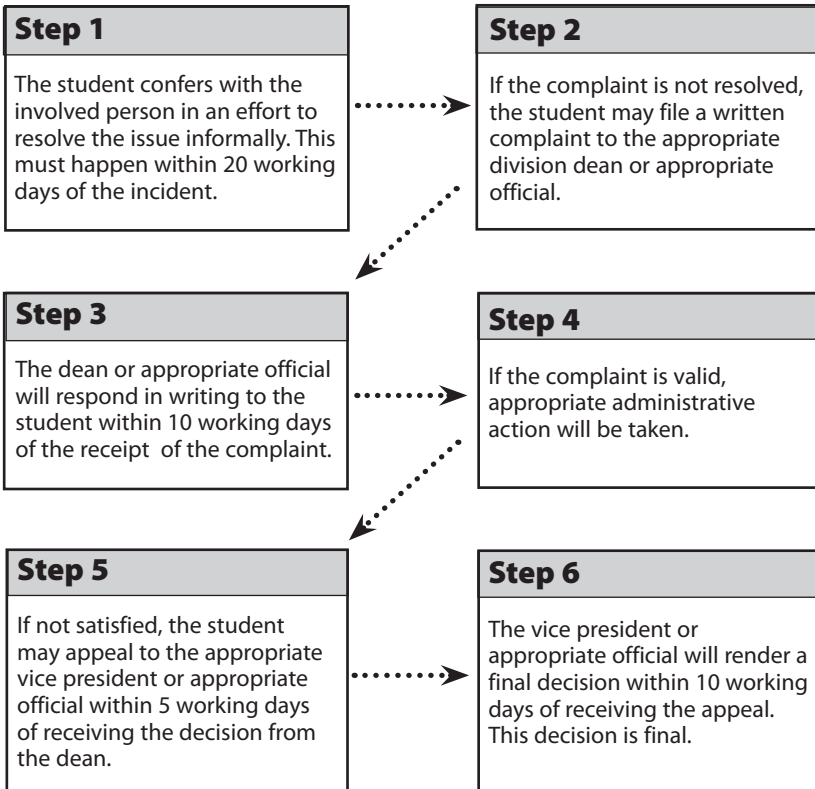 Step 1
The student confers with the
involved person in an effort to
resolve the issue informally. This
must happen within 20 working
days of the incident.
Step 2
If the complaint is not resolved,
the student may file a written
complaint to the appropriate
division dean or appropriate
official.
Step 3
The dean or appropriate official
will respond in writing to the
student within 10 working days
of the receipt of the complaint.
Step 4
If the complaint is valid,
appropriate administrative
action will be taken.
Step 5
If not satisfied, the student
may appeal to the appropriate
vice president or appropriate
official within 5 working days
of receiving the decision from
the dean.
Step 6
The vice president or
appropriate official will render a
final decision within 10 working
days of receiving the appeal.
This decision is final.